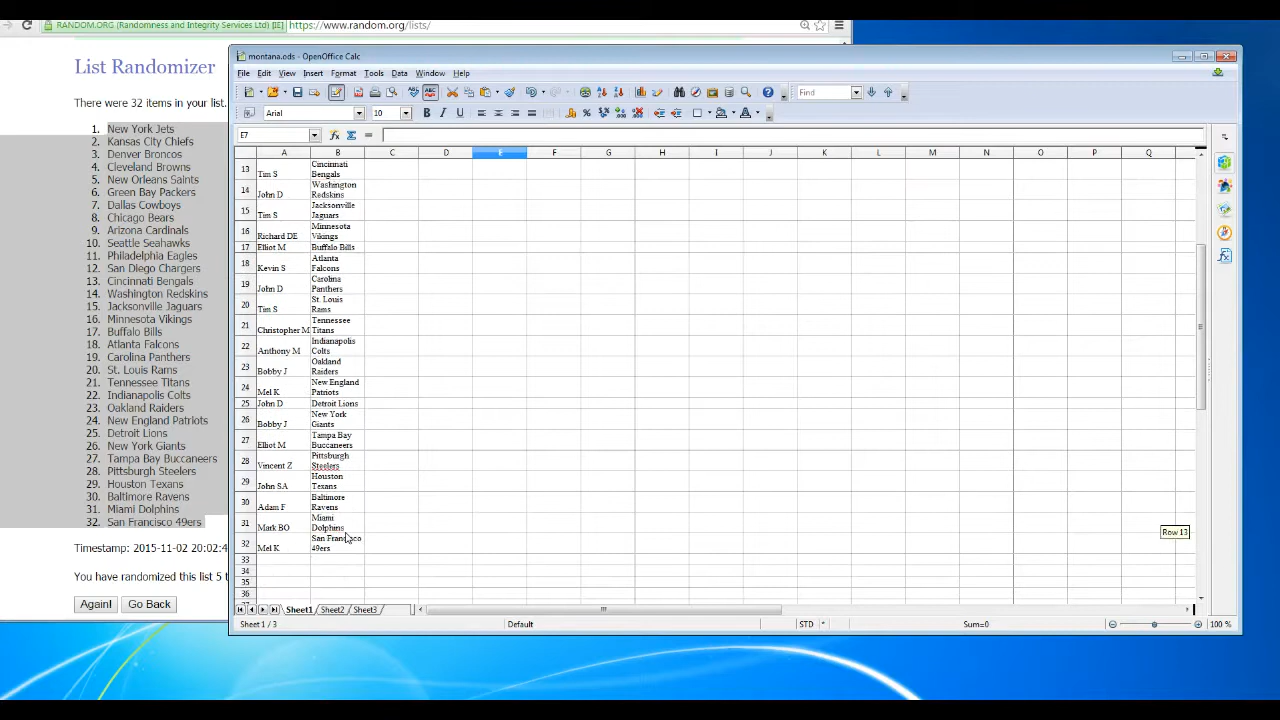 RANDOM.ORG (Randomness and Integrity Services Ltd) [IE] https://www.random.org/lists/
List Randomizer
There were 32 items in your list.
1. New York Jets
2. Kansas City Chiefs
3. Denver Broncos
4. Cleveland Browns
5. New Orleans Saints
6. Green Bay Packers
7. Dallas Cowboys
8. Chicago Bears
9. Arizona Cardinals
10. Seattle Seahawks
11. Philadelphia Eagles
12. San Diego Chargers
13. Cincinnati Bengals
14. Washington Redskins
15. Jacksonville Jaguars
16. Minnesota Vikings
17. Buffalo Bills
18. Atlanta Falcons
19. Carolina Panthers
20. St. Louis Rams
21. Tennessee Titans
22. Indianapolis Colts
23. Oakland Raiders
24. New England Patriots
25. Detroit Lions
26. New York Giants
27. Tampa Bay Buccaneers
28. Pittsburgh Steelers
29. Houston Texans
30. Baltimore Ravens
31. Miami Dolphins
32. San Francisco 49ers
Timestamp: 2015-11-02 20:02:4
You have randomized this list 5 t
Again! Go Back
montana.ods - OpenOffice Calc
File Edit View Insert Format Tools Data Window Help
Find
Arial 10
E7
A B C D E F G H I J K L M N O P Q
13 Tim S Cincinnati Bengals
14 John D Washington Redskins
15 Tim S Jacksonville Jaguars
16 Richard DE Minnesota Vikings
17 Elliot M Buffalo Bills
18 Kevin S Atlanta Falcons
19 John D Carolina Panthers
20 Tim S St. Louis Rams
21 Christopher M Tennessee Titans
22 Anthony M Indianapolis Colts
23 Bobby J Oakland Raiders
24 Mel K New England Patriots
25 John D Detroit Lions
26 Bobby J New York Giants
27 Elliot M Tampa Bay Buccaneers
28 Vincent Z Pittsburgh Steelers
29 John SA Houston Texans
30 Adam F Baltimore Ravens
31 Mark BO Miami Dolphins
32 Mel K San Francisco 49ers
33
34
35
36
Row 13
Sheet1 Sheet2 Sheet3
Sheet 1 / 3 Default STD * Sum=0 100 %